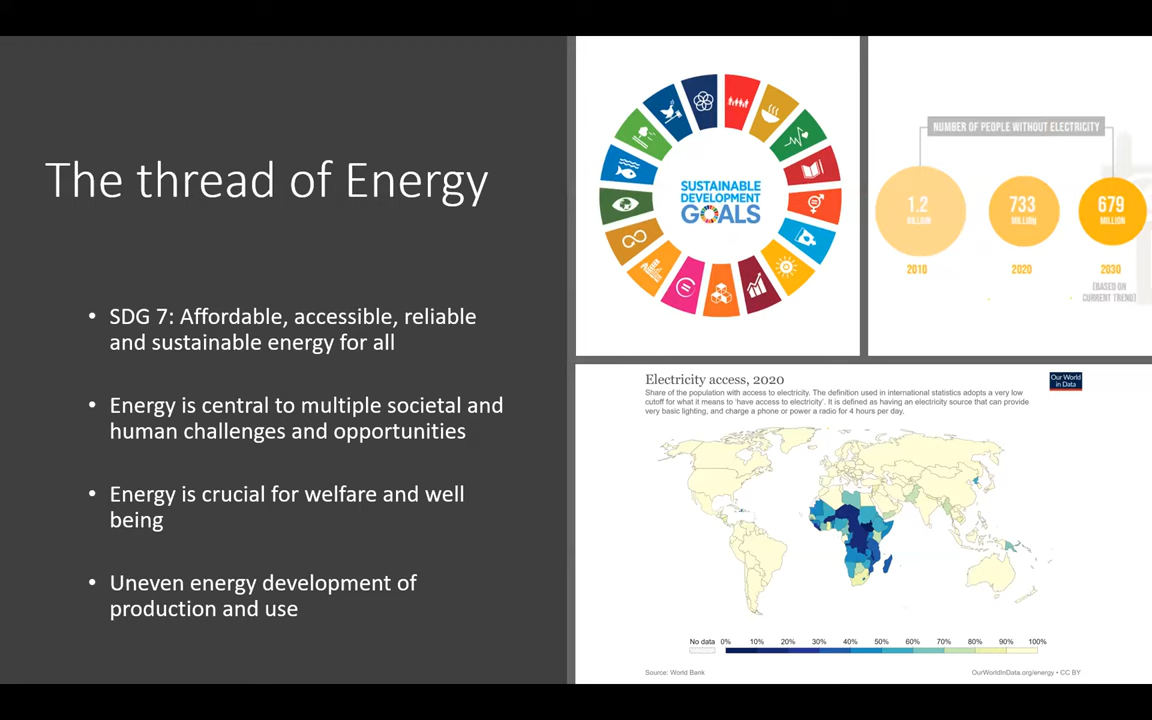 The thread of Energy
• SDG 7: Affordable, accessible, reliable
and sustainable energy for all
• Energy is central to multiple societal and
human challenges and opportunities
• Energy is crucial for welfare and well
being
• Uneven energy development of
production and use
SUSTAINABLE
DEVELOPMENT
GOALS
NUMBER OF PEOPLE WITHOUT ELECTRICITY
1.2
BILLION
733
MILLION
679
MILLION
2010
2020
2030
(BASED ON
CURRENT TREND)
Electricity access, 2020
Share of the population with access to electricity. The definition used in international statistics adopts a very low
cutoff for what it means to 'have access to electricity'. It is defined as having an electricity source that can provide
very basic lighting, and charge a phone or power a radio for 4 hours per day.
Our World
in Data
No data 0% 10% 20% 30% 40% 50% 60% 70% 80% 90% 100%
Source: World Bank
OurWorldInData.org/energy • CC BY